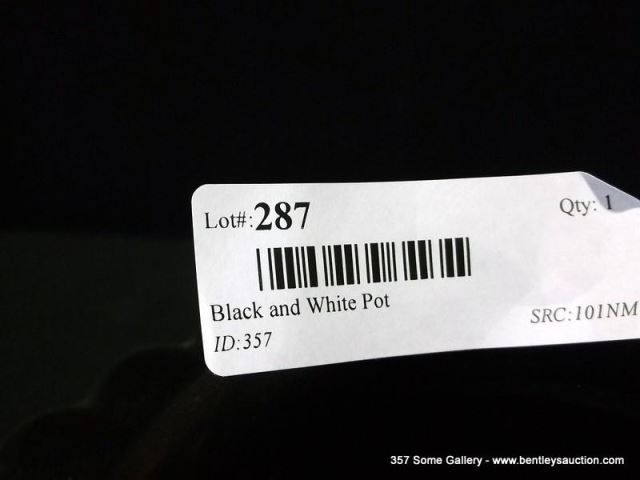 Lot#:287
Qty: 1
Black and White Pot
SRC:101NM
ID:357
357 Some Gallery - www.bentleysauction.com